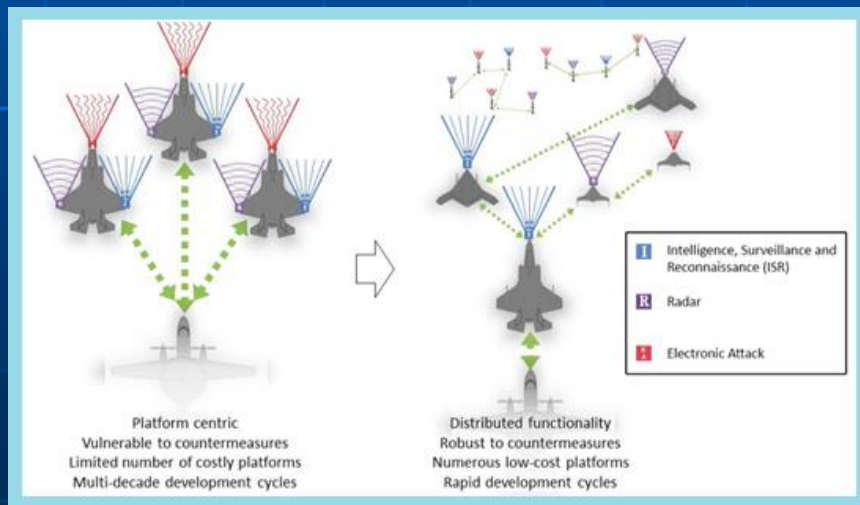 Platform centric
Vulnerable to countermeasures
Limited number of costly platforms
Multi-decade development cycles
Distributed functionality
Robust to countermeasures
Numerous low-cost platforms
Rapid development cycles
I Intelligence, Surveillance and
Reconnaissance (ISR)
R Radar
Electronic Attack